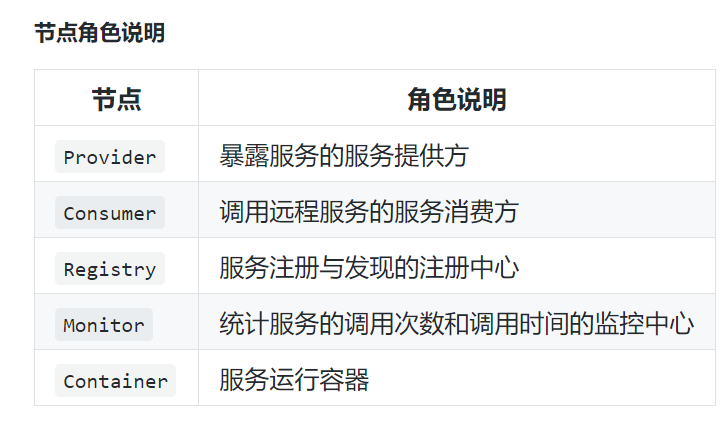 节点角色说明
节点 角色说明
Provider 暴露服务的服务提供方
Consumer 调用远程服务的服务消费方
Registry 服务注册与发现的注册中心
Monitor 统计服务的调用次数和调用时间的监控中心
Container 服务运行容器